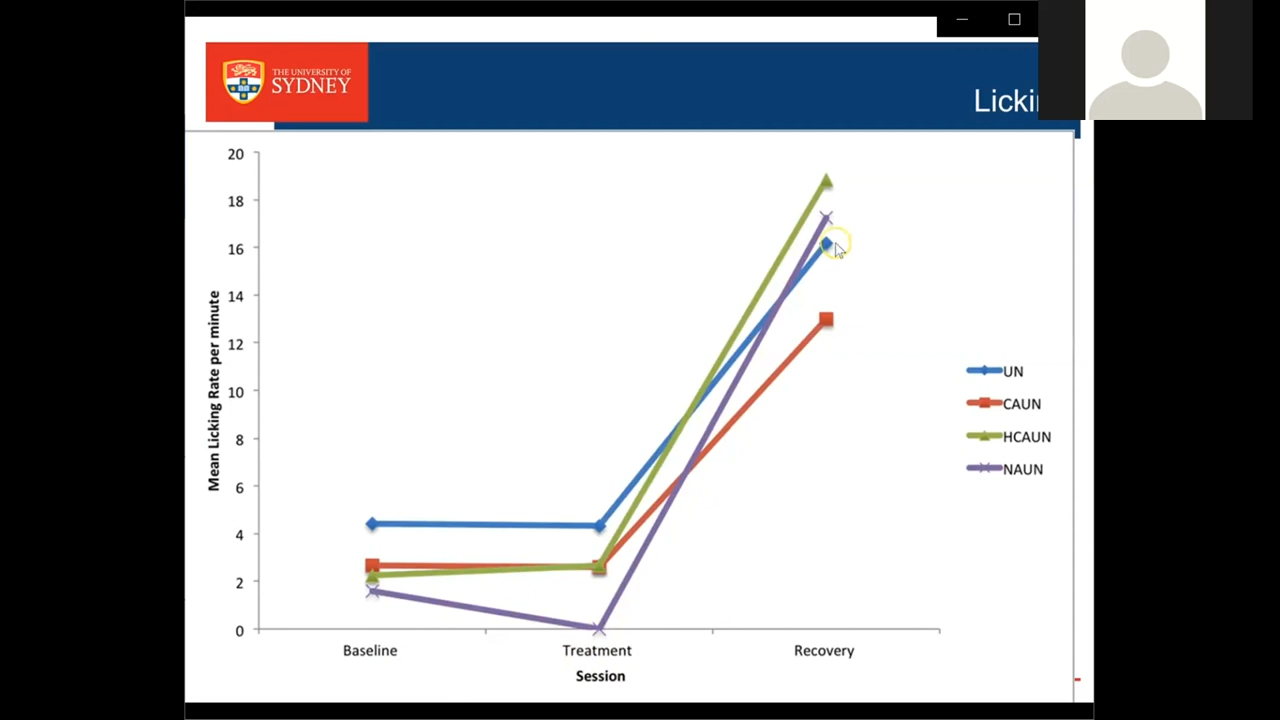 THE UNIVERSITY OF
SYDNEY
Licki
20
18
16
14
12
10
8
6
4
2
0
Mean Licking Rate per minute
Baseline
Treatment
Recovery
Session
UN
CAUN
HCAUN
NAUN